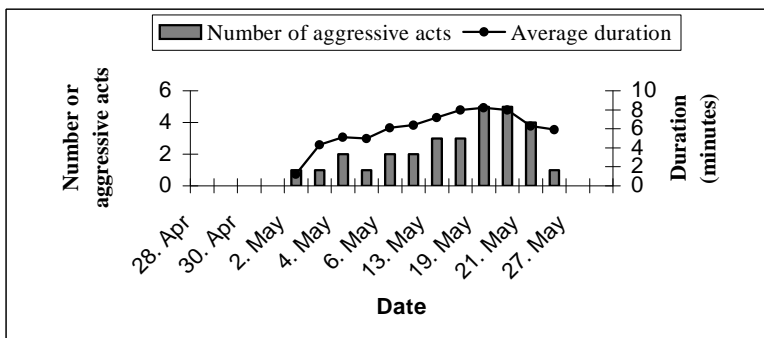 Number of aggressive acts Average duration
Number or
aggressive acts
6
4
2
0
10
8
6
4
2
0
Duration
(minutes)
28. Apr
30. Apr
2. May
4. May
6. May
13. May
19. May
21. May
27. May
Date